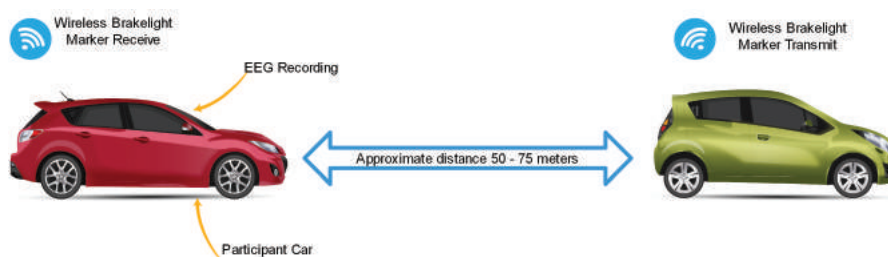 Wireless Brakelight
Marker Receive
EEG Recording
Wireless Brakelight
Marker Transmit
Approximate distance 50 - 75 meters
Participant Car